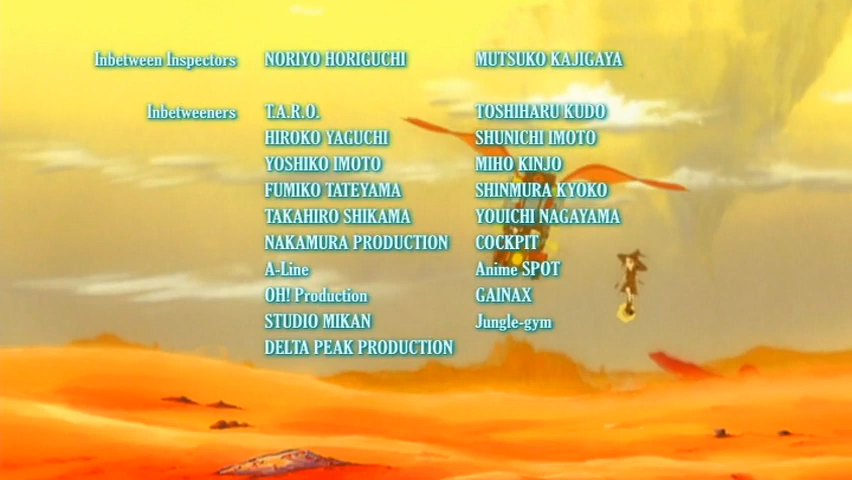 Inbetween Inspectors NORIYO HORIGUCHI MUTSUKO KAJIGAYA
Inbetweeners T.A.R.O. TOSHIHARU KUDO
HIROKO YAGUCHI SHUNICHI IMOTO
YOSHIKO IMOTO MIHO KINJO
FUMIKO TATEYAMA SHINMURA KYOKO
TAKAHIRO SHIKAMA YOUICHI NAGAYAMA
NAKAMURA PRODUCTION COCKPIT
A-Line Anime SPOT
OH! Production GAINAX
STUDIO MIKAN Jungle-gym
DELTA PEAK PRODUCTION